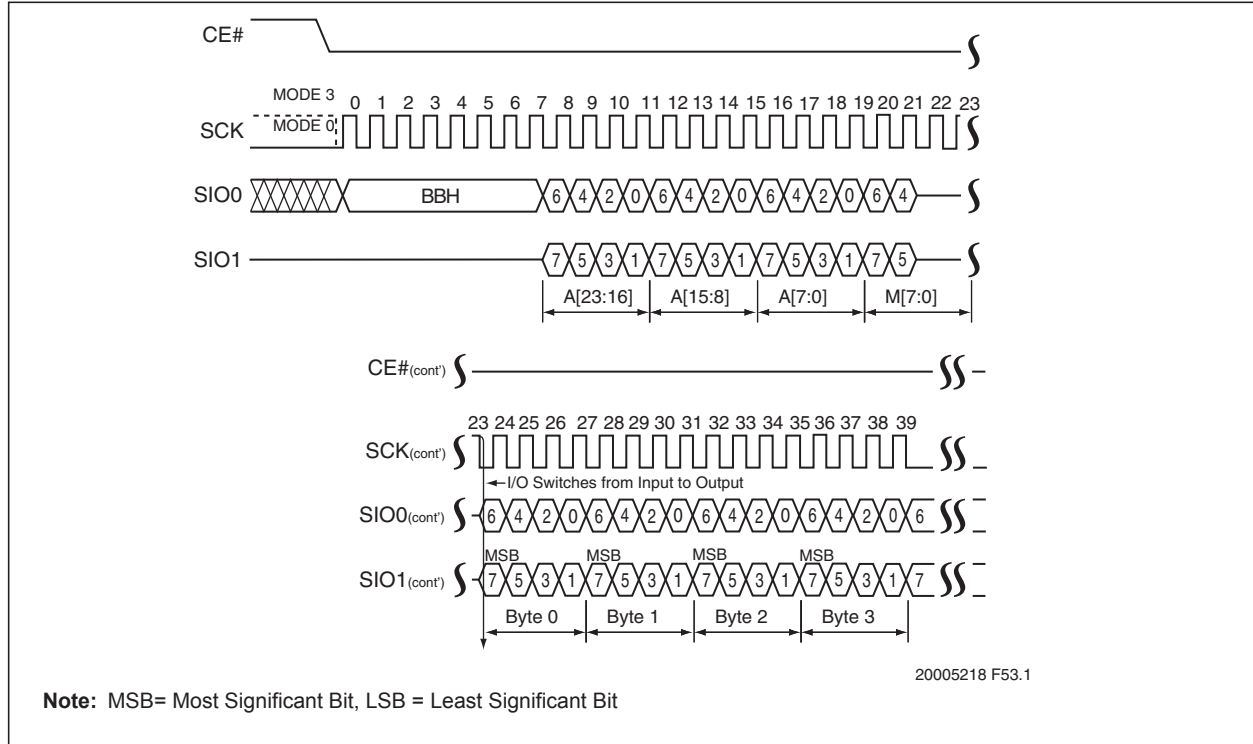 CE#
MODE 3
0 1 2 3 4 5 6 7 8 9 10 11 12 13 14 15 16 17 18 19 20 21 22 23
SCK
MODE 0
SIO0
BBH
6 4 2 0 6 4 2 0 6 4 2 0 6 4
SIO1
7 5 3 1 7 5 3 1 7 5 3 1 7 5
A[23:16] A[15:8] A[7:0] M[7:0]
CE#(cont')
23 24 25 26 27 28 29 30 31 32 33 34 35 36 37 38 39
SCK(cont')
I/O Switches from Input to Output
SIO0(cont')
6 4 2 0 6 4 2 0 6 4 2 0 6 4 2 0 6
MSB MSB MSB MSB
SIO1(cont')
7 5 3 1 7 5 3 1 7 5 3 1 7 5 3 1 7
Byte 0 Byte 1 Byte 2 Byte 3
20005218 F53.1
Note: MSB= Most Significant Bit, LSB = Least Significant Bit